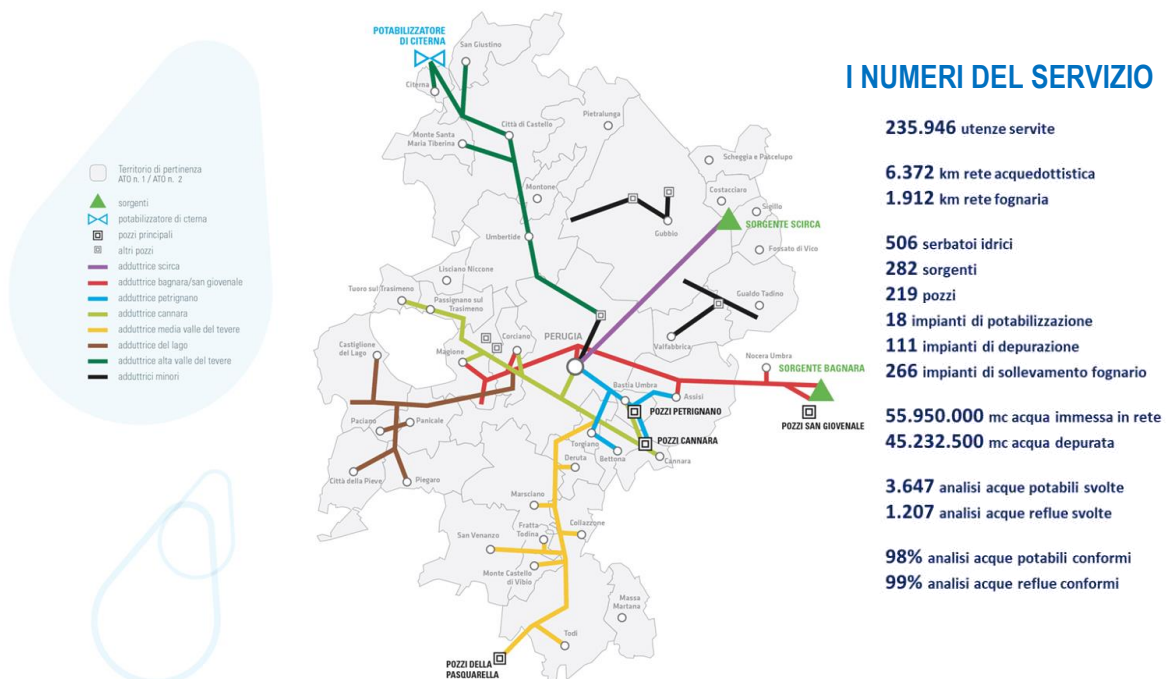 POTABILIZZATORE
DI CITERNA
San Giustino
Citerna
Città di Castello
Monte Santa
Maria Tiberina
Pietralunga
Montone
Umbertide
Scheggia e Pascelupo
Costacciaro
Sigillo
SORGENTE SCIRCA
Gubbio
Fossato di Vico
Lisciano Niccone
Tuoro sul Trasimeno
Passignano sul
Trasimeno
Gualdo Tadino
Valfabbrica
PERUGIA
Corciano
Magione
Castiglione
del Lago
Nocera Umbra
SORGENTE BAGNARA
Bastia Umbra
Assisi
POZZI PETRIGNANO
POZZI SAN GIOVENALE
POZZI CANNARA
Cannara
Torgiano
Bettona
Paciano
Panicale
Città della Pieve
Piegaro
Deruta
Marsciano
Collazzone
San Venanzo
Fratta
Todina
Monte Castello
di Vibio
Massa
Martana
Todi
POZZI DELLA
PASQUARELLA
Territorio di pertinenza
ATO n. 1 / ATO n. 2
sorgenti
potabilizzatore di cterna
pozzi principali
altri pozzi
adduttrice scirca
adduttrice bagnara/san giovenale
adduttrice petrignano
adduttrice cannara
adduttrice media valle del tevere
adduttrice del lago
adduttrice alta valle del tevere
adduttrici minori
I NUMERI DEL SERVIZIO
235.946 utenze servite
6.372 km rete acquedottistica
1.912 km rete fognaria
506 serbatoi idrici
282 sorgenti
219 pozzi
18 impianti di potabilizzazione
111 impianti di depurazione
266 impianti di sollevamento fognario
55.950.000 mc acqua immessa in rete
45.232.500 mc acqua depurata
3.647 analisi acque potabili svolte
1.207 analisi acque reflue svolte
98% analisi acque potabili conformi
99% analisi acque reflue conformi